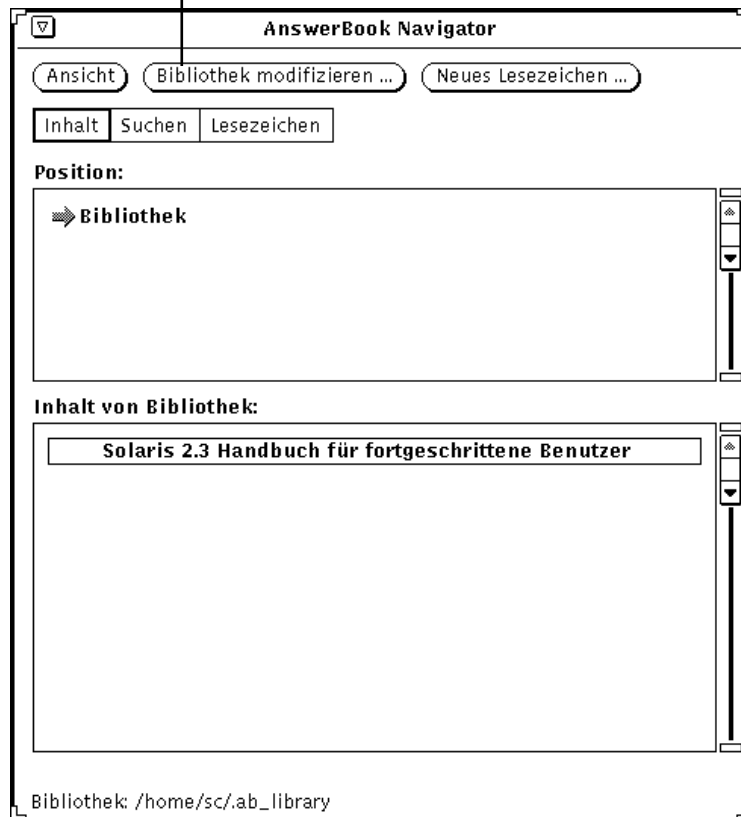 AnswerBook Navigator
Ansicht Bibliothek modifizieren ... Neues Lesezeichen ...
Inhalt Suchen Lesezeichen
Position:
Bibliothek
Inhalt von Bibliothek:
Solaris 2.3 Handbuch für fortgeschrittene Benutzer
Bibliothek: /home/sc/.ab_library